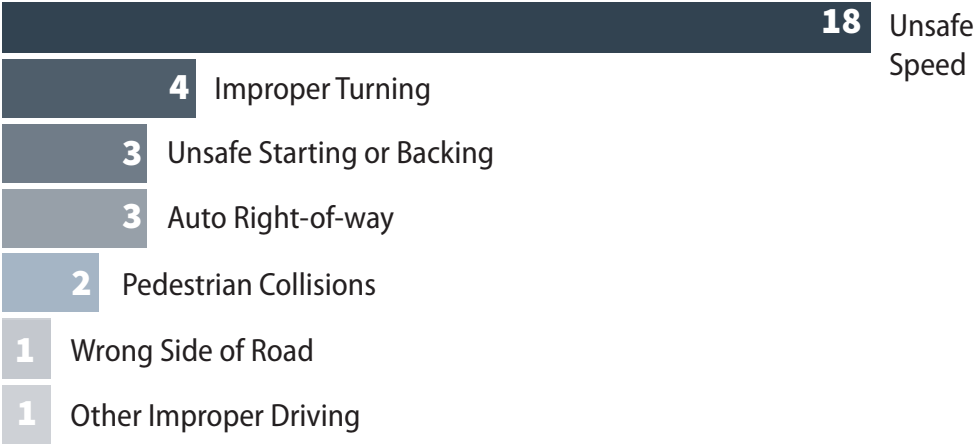 18 Unsafe
Speed
4 Improper Turning
3 Unsafe Starting or Backing
3 Auto Right-of-way
2 Pedestrian Collisions
1 Wrong Side of Road
1 Other Improper Driving